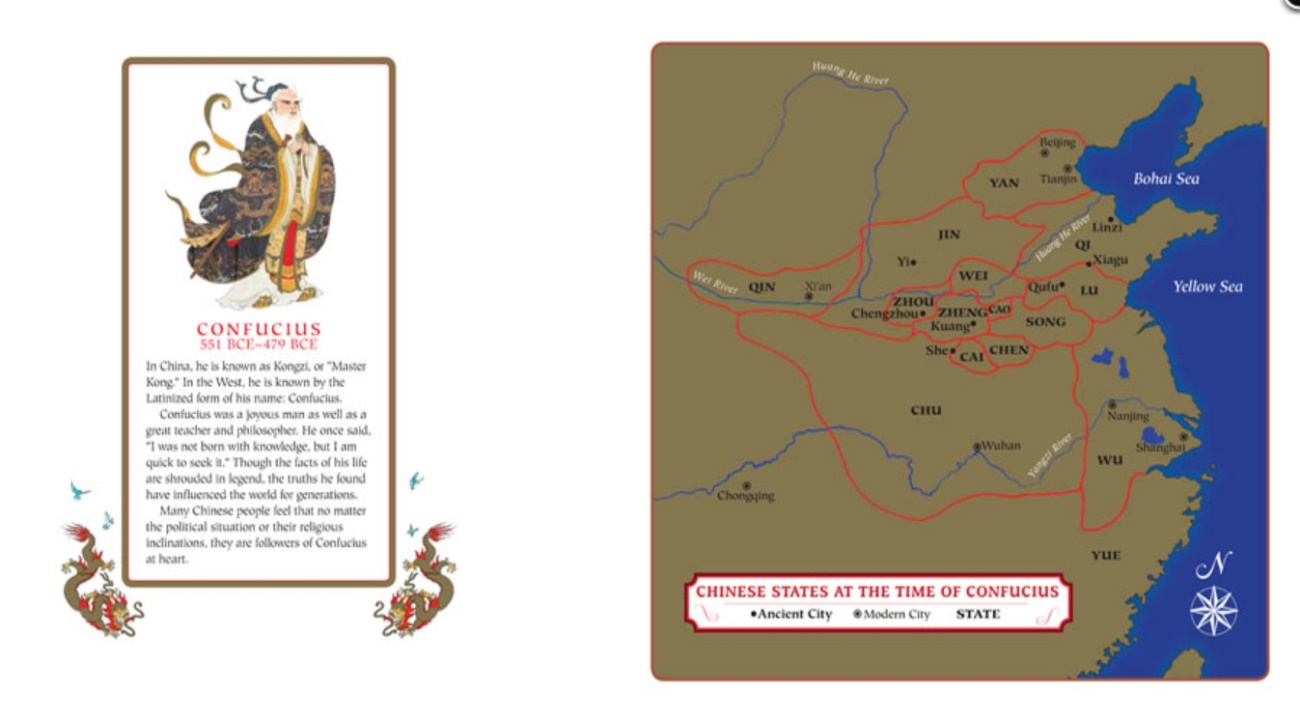 CONFUCIUS
551 BCE–479 BCE
In China, he is known as Kongzi, or "Master
Kong." In the West, he is known by the
Latinized form of his name: Confucius.
Confucius was a joyous man as well as a
great teacher and philosopher. He once said,
"I was not born with knowledge, but I am
quick to seek it." Though the facts of his life
are shrouded in legend, the truths he found
have influenced the world for generations.
Many Chinese people feel that no matter
the political situation or their religious
inclinations, they are followers of Confucius
at heart.
Huang He River
Beijing
Tianjin
YAN
Bohai Sea
Linzi
JIN
Huang He River
QI
Yi
Xiagu
WEI
Wei River
QIN
Xi'an
Qufu
LU
Yellow Sea
ZHOU
Chengzhou
ZHENG
CAO
Kuang
SONG
She
CAI
CHEN
CHU
Nanjing
Wuhan
Yangzi River
Shanghai
WU
Chongqing
YUE
N
CHINESE STATES AT THE TIME OF CONFUCIUS
•Ancient City ◉Modern City STATE